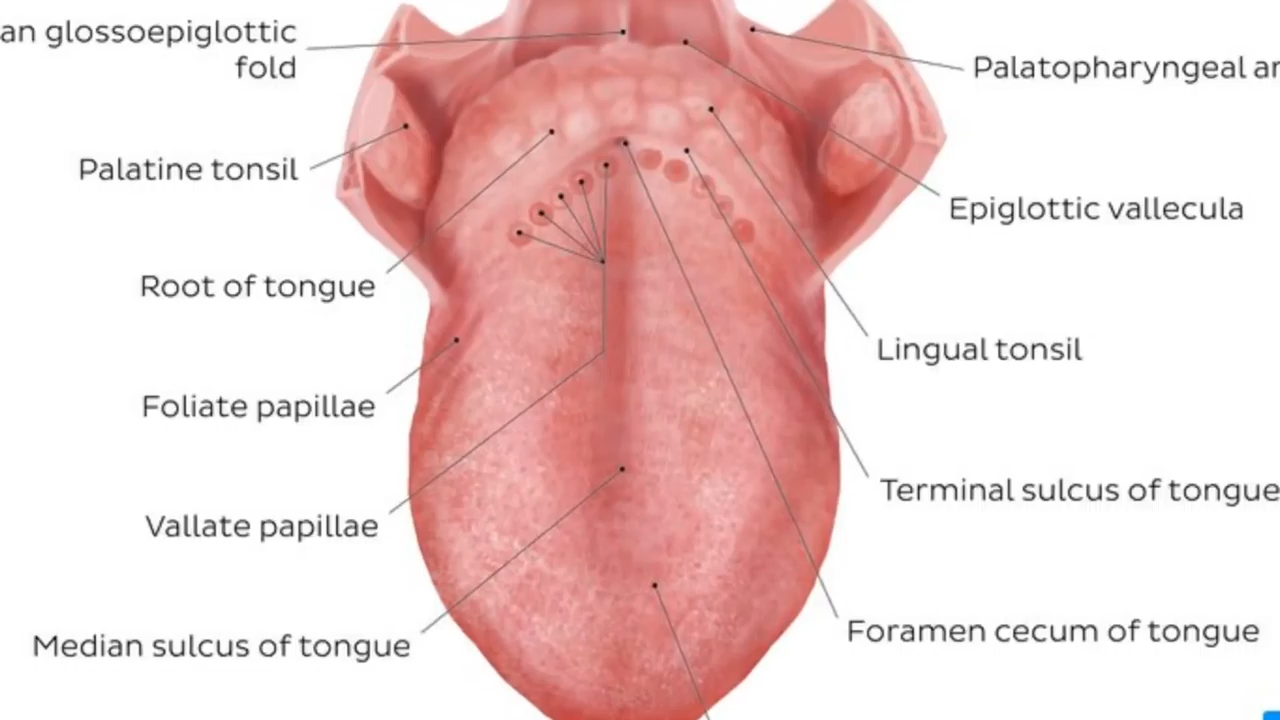 an glossoepiglottic
fold
Palatopharyngeal ar
Palatine tonsil
Epiglottic vallecula
Root of tongue
Lingual tonsil
Foliate papillae
Terminal sulcus of tongue
Vallate papillae
Foramen cecum of tongue
Median sulcus of tongue